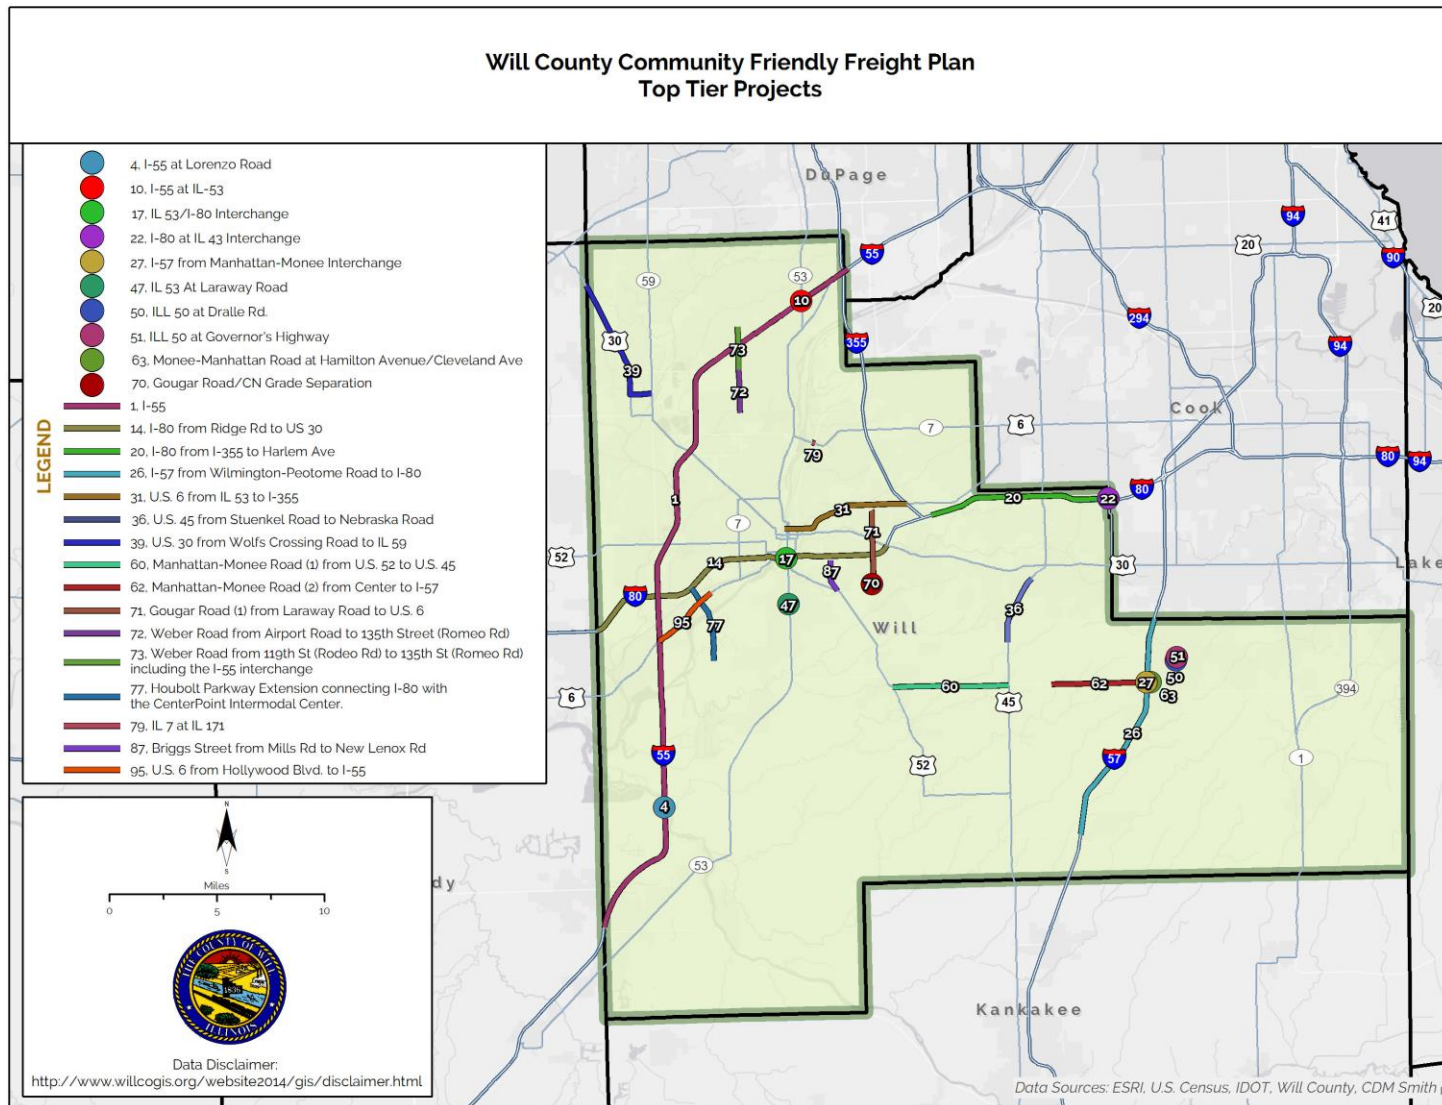 Will County Community Friendly Freight Plan
Top Tier Projects
LEGEND
4, I-55 at Lorenzo Road
10, I-55 at IL-53
17, IL 53/I-80 Interchange
22, I-80 at IL 43 Interchange
27, I-57 from Manhattan-Monee Interchange
47, IL 53 At Laraway Road
50, ILL 50 at Dralle Rd.
51, ILL 50 at Governor's Highway
63, Monee-Manhattan Road at Hamilton Avenue/Cleveland Ave
70, Gougar Road/CN Grade Separation
1, I-55
14, I-80 from Ridge Rd to US 30
20, I-80 from I-355 to Harlem Ave
26, I-57 from Wilmington-Peotome Road to I-80
31, U.S. 6 from IL 53 to I-355
36, U.S. 45 from Stuenkel Road to Nebraska Road
39, U.S. 30 from Wolfs Crossing Road to IL 59
60, Manhattan-Monee Road (1) from U.S. 52 to U.S. 45
62, Manhattan-Monee Road (2) from Center to I-57
71, Gougar Road (1) from Laraway Road to U.S. 6
72, Weber Road from Airport Road to 135th Street (Romeo Rd)
73, Weber Road from 119th St (Rodeo Rd) to 135th St (Romeo Rd)
including the I-55 interchange
77, Houbolt Parkway Extension connecting I-80 with
the CenterPoint Intermodal Center.
79, IL 7 at IL 171
87, Briggs Street from Mills Rd to New Lenox Rd
95, U.S. 6 from Hollywood Blvd. to I-55
DuPage
94
41
20
90
20
55
59
53
10
294
30
355
94
73
39
72
Cook
7
6
79
80
94
80
1
20
22
31
7
71
52
14
17
30
Lake
87
70
80
47
36
95
77
Will
51
50
6
60
62
27
63
45
394
26
55
57
52
1
4
53
dy
Kankakee
N
S
Miles
0
5
10
THE COUNTY OF WILL
1836
ILLINOIS
Data Disclaimer:
http://www.willcogis.org/website2014/gis/disclaimer.html
Data Sources: ESRI, U.S. Census, IDOT, Will County, CDM Smith